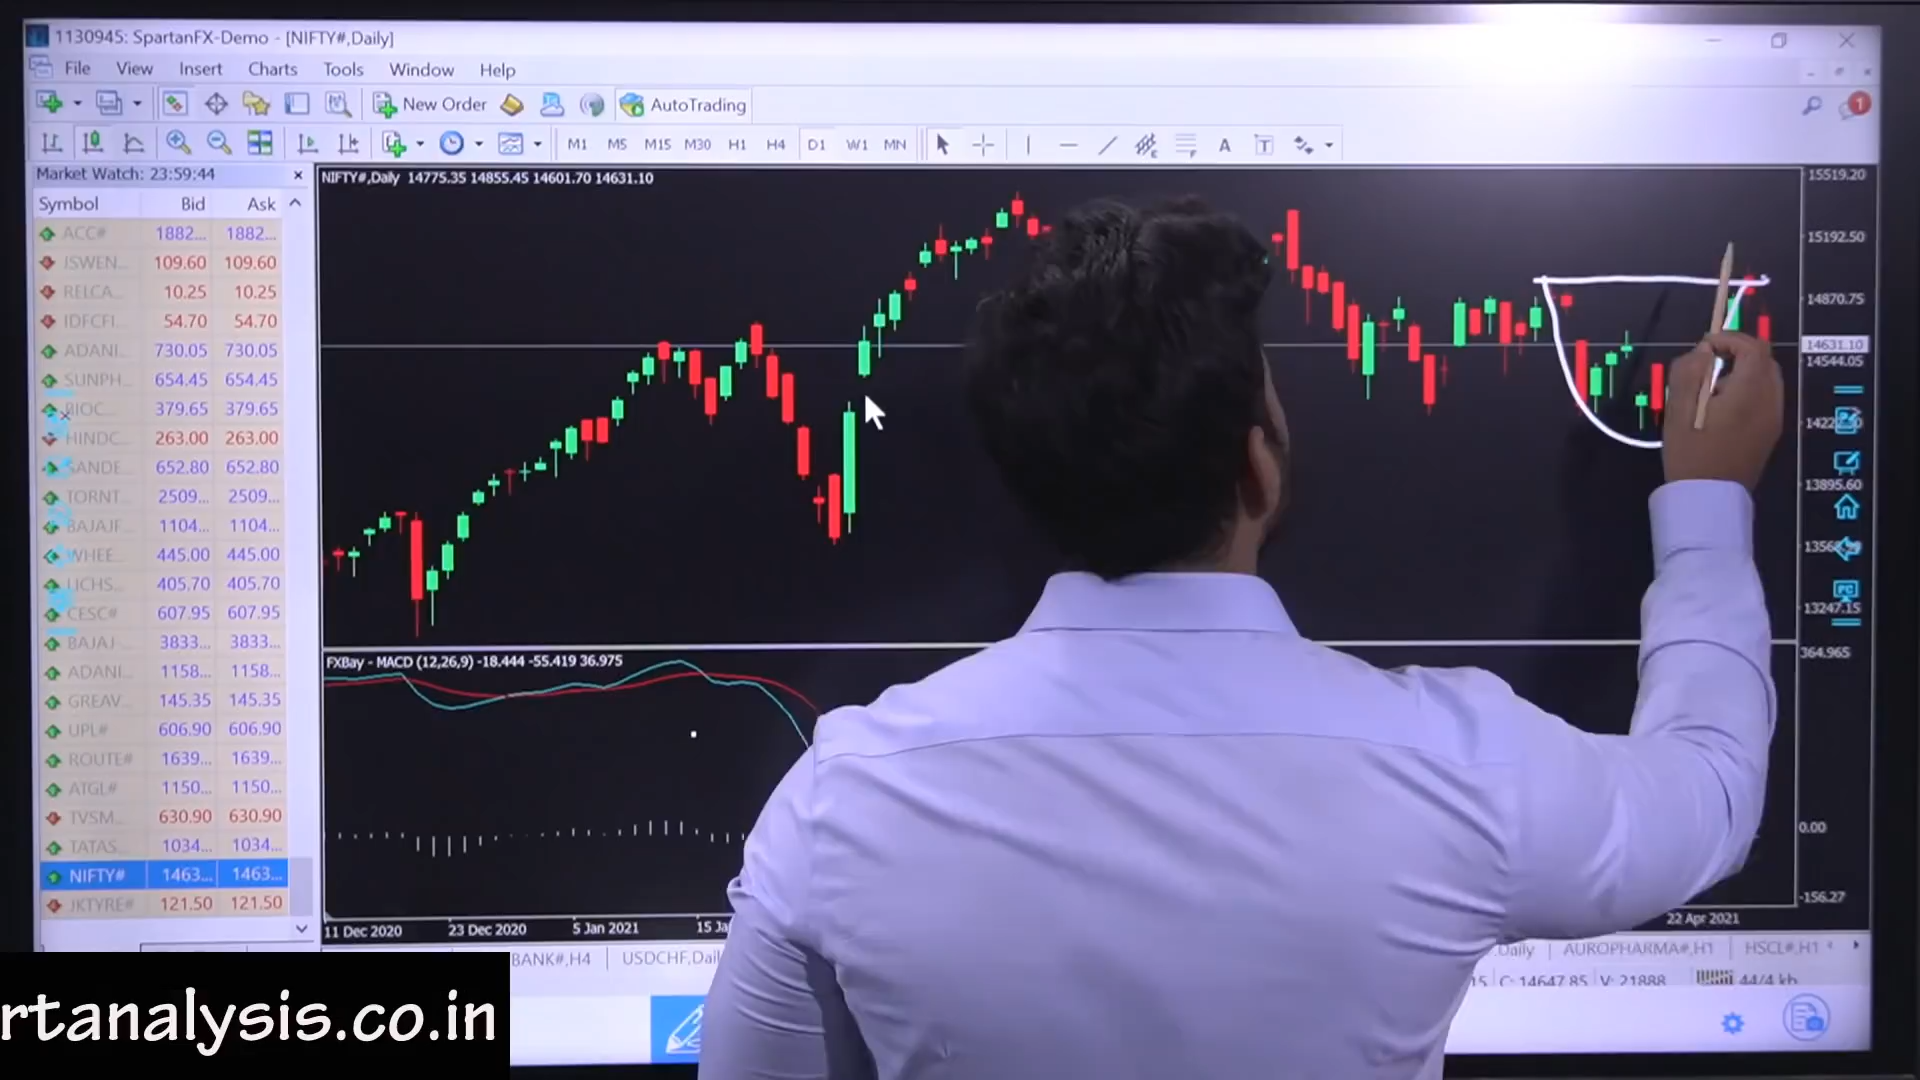 1130945: SpartanFX-Demo - [NIFTY#,Daily]
File View Insert Charts Tools Window Help
New Order AutoTrading
1
M1 M5 M15 M30 H1 H4 D1 W1 MN
A T
Market Watch: 23:59:44
Symbol Bid Ask
ACC# 1882... 1882...
JSWEN... 109.60 109.60
RELCA... 10.25 10.25
IDFCFI... 54.70 54.70
ADANI... 730.05 730.05
SUNPH... 654.45 654.45
BIOC... 379.65 379.65
HINDC... 263.00 263.00
SANDE... 652.80 652.80
TORNT... 2509... 2509...
BAJAJF... 1104... 1104...
WHEE... 445.00 445.00
LICHS... 405.70 405.70
CESC# 607.95 607.95
BAJAJ... 3833... 3833...
ADANI... 1158... 1158...
GREAV... 145.35 145.35
UPL# 606.90 606.90
ROUTE# 1639... 1639...
ATGL# 1150... 1150...
TVSM... 630.90 630.90
TATAS... 1034... 1034...
NIFTY# 1463... 1463...
JKTYRE# 121.50 121.50
NIFTY#,Daily 14775.35 14855.45 14601.70 14631.10
15519.20
15192.50
14870.75
14631.10
14544.05
13895.60
13247.15
FXBay - MACD (12,26,9) -18.444 -55.419 36.975
364.965
0.00
-156.27
11 Dec 2020 23 Dec 2020 5 Jan 2021 15 Ja 22 Apr 2021
BANK#,H4 USDCHF,Dail Daily AUROPHARMA#,H1 HSCL#,H1
15 C: 14647.85 V: 21888 44/4 kb
PC
rtanalysis.co.in